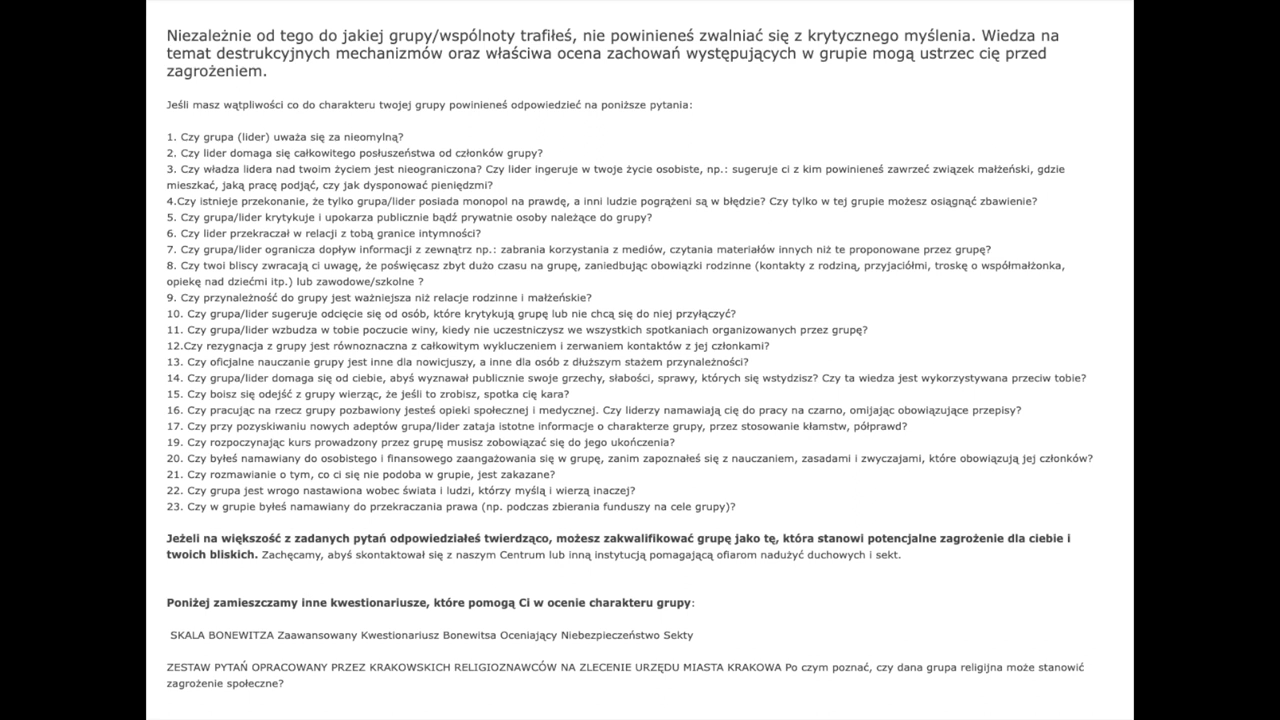 Niezależnie od tego do jakiej grupy/wspólnoty trafiłeś, nie powinieneś zwalniać się z krytycznego myślenia. Wiedza na
temat destrukcyjnych mechanizmów oraz właściwa ocena zachowań występujących w grupie mogą ustrzec cię przed
zagrożeniem.
Jeśli masz wątpliwości co do charakteru twojej grupy powinieneś odpowiedzieć na poniższe pytania:
1. Czy grupa (lider) uważa się za nieomylną?
2. Czy lider domaga się całkowitego posłuszeństwa od członków grupy?
3. Czy władza lidera nad twoim życiem jest nieograniczona? Czy lider ingeruje w twoje życie osobiste, np.: sugeruje ci z kim powinieneś zawrzeć związek małżeński, gdzie
mieszkać, jaką pracę podjąć, czy jak dysponować pieniędzmi?
4.Czy istnieje przekonanie, że tylko grupa/lider posiada monopol na prawdę, a inni ludzie pogrążeni są w błędzie? Czy tylko w tej grupie możesz osiągnąć zbawienie?
5. Czy grupa/lider krytykuje i upokarza publicznie bądź prywatnie osoby należące do grupy?
6. Czy lider przekraczał w relacji z tobą granice intymności?
7. Czy grupa/lider ogranicza dopływ informacji z zewnątrz np.: zabrania korzystania z mediów, czytania materiałów innych niż te proponowane przez grupę?
8. Czy twoi bliscy zwracają ci uwagę, że poświęcasz zbyt dużo czasu na grupę, zaniedbując obowiązki rodzinne (kontakty z rodziną, przyjaciółmi, troskę o współmałżonka,
opiekę nad dziećmi itp.) lub zawodowe/szkolne ?
9. Czy przynależność do grupy jest ważniejsza niż relacje rodzinne i małżeńskie?
10. Czy grupa/lider sugeruje odcięcie się od osób, które krytykują grupę lub nie chcą się do niej przyłączyć?
11. Czy grupa/lider wzbudza w tobie poczucie winy, kiedy nie uczestniczysz we wszystkich spotkaniach organizowanych przez grupę?
12.Czy rezygnacja z grupy jest równoznaczna z całkowitym wykluczeniem i zerwaniem kontaktów z jej członkami?
13. Czy oficjalne nauczanie grupy jest inne dla nowicjuszy, a inne dla osób z dłuższym stażem przynależności?
14. Czy grupa/lider domaga się od ciebie, abyś wyznawał publicznie swoje grzechy, słabości, sprawy, których się wstydzisz? Czy ta wiedza jest wykorzystywana przeciw tobie?
15. Czy boisz się odejść z grupy wierząc, że jeśli to zrobisz, spotka cię kara?
16. Czy pracując na rzecz grupy pozbawiony jesteś opieki społecznej i medycznej. Czy liderzy namawiają cię do pracy na czarno, omijając obowiązujące przepisy?
17. Czy przy pozyskiwaniu nowych adeptów grupa/lider zataja istotne informacje o charakterze grupy, przez stosowanie kłamstw, półprawd?
19. Czy rozpoczynając kurs prowadzony przez grupę musisz zobowiązać się do jego ukończenia?
20. Czy byłeś namawiany do osobistego i finansowego zaangażowania się w grupę, zanim zapoznałeś się z nauczaniem, zasadami i zwyczajami, które obowiązują jej członków?
21. Czy rozmawianie o tym, co ci się nie podoba w grupie, jest zakazane?
22. Czy grupa jest wrogo nastawiona wobec świata i ludzi, którzy myślą i wierzą inaczej?
23. Czy w grupie byłeś namawiany do przekraczania prawa (np. podczas zbierania funduszy na cele grupy)?
Jeżeli na większość z zadanych pytań odpowiedziałeś twierdząco, możesz zakwalifikować grupę jako tę, która stanowi potencjalne zagrożenie dla ciebie i
twoich bliskich. Zachęcamy, abyś skontaktował się z naszym Centrum lub inną instytucją pomagającą ofiarom nadużyć duchowych i sekt.
Poniżej zamieszczamy inne kwestionariusze, które pomogą Ci w ocenie charakteru grupy:
SKALA BONEWITZA Zaawansowany Kwestionariusz Bonewitsa Oceniający Niebezpieczeństwo Sekty
ZESTAW PYTAŃ OPRACOWANY PRZEZ KRAKOWSKICH RELIGIOZNAWCÓW NA ZLECENIE URZĘDU MIASTA KRAKOWA Po czym poznać, czy dana grupa religijna może stanowić
zagrożenie społeczne?